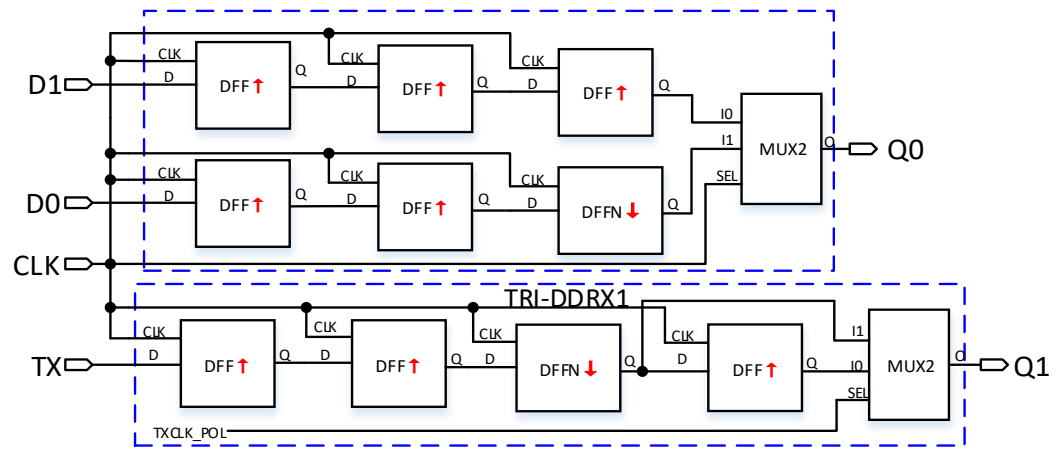 CLK
D1
D
DFF↑
Q
CLK
D
DFF↑
Q
CLK
D
DFF↑
Q
I0
I1
SEL
MUX2
O
Q0
CLK
D0
D
DFF↑
Q
CLK
D
DFF↑
Q
CLK
D
DFFN↓
Q
CLK
TRI-DDRX1
CLK
TX
D
DFF↑
Q
CLK
D
DFF↑
Q
CLK
D
DFFN↓
Q
CLK
D
DFF↑
Q
I1
I0
SEL
MUX2
O
Q1
TXCLK_POL